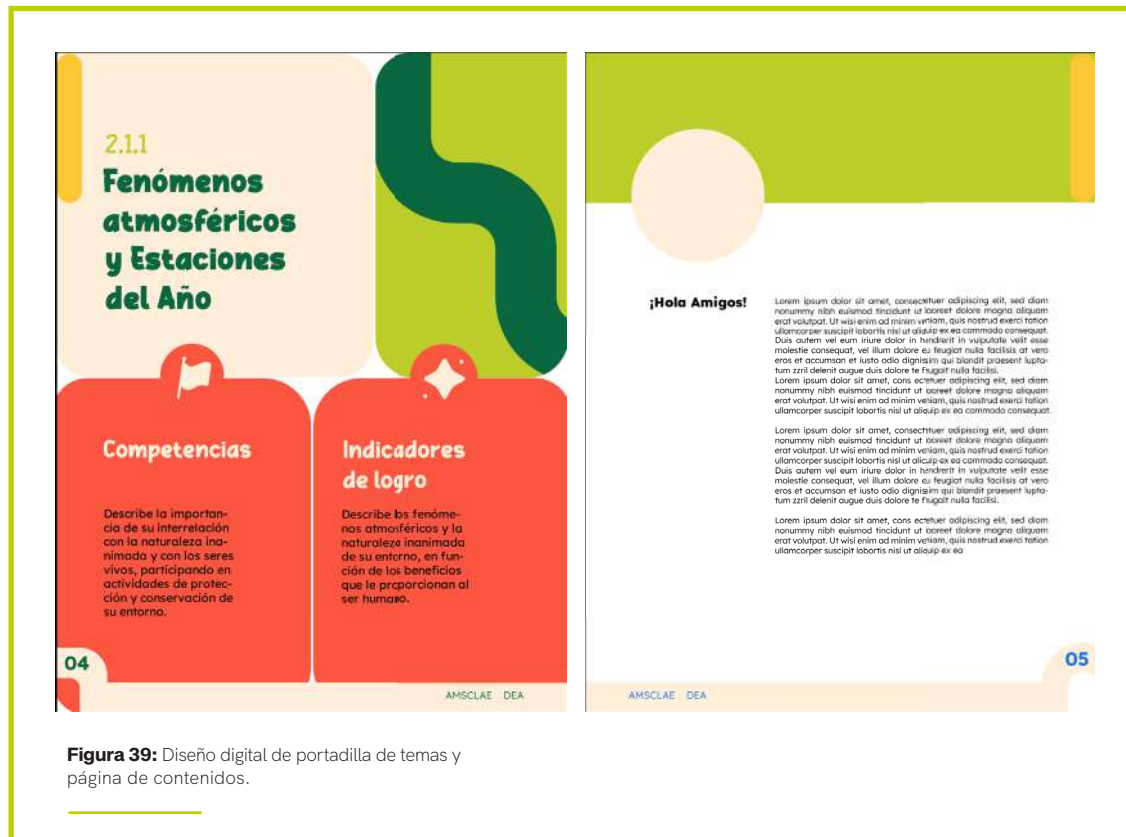 2.1.1
Fenómenos
atmosféricos
y Estaciones
del Año
Competencias
Describe la importan-
cia de su interrelación
con la naturaleza ina-
nimada y con los seres
vivos, participando en
actividades de protec-
ción y conservación de
su entorno.
Indicadores
de logro
Describe los fenóme-
nos atmosféricos y la
naturaleza inanimada
de su entorno, en fun-
ción de los beneficios
que le proporcionan al
ser humano.
04
AMSCLAE DEA
¡Hola Amigos!
Lorem ipsum dolor sit amet, consectetuer adipiscing elit, sed diam
nonummy nibh euismod tincidunt ut laoreet dolore magna aliquam
erat volutpat. Ut wisi enim ad minim veniam, quis nostrud exerci tation
ullamcorper suscipit lobortis nisl ut aliquip ex ea commodo consequat.
Duis autem vel eum iriure dolor in hendrerit in vulputate velit esse
molestie consequat, vel illum dolore eu feugiat nulla facilisis at vero
eros et accumsan et iusto odio dignissim qui blandit praesent lupta-
tum zzril delenit augue duis dolore te feugait nulla facilisi.
Lorem ipsum dolor sit amet, cons ectetuer adipiscing elit, sed diam
nonummy nibh euismod tincidunt ut laoreet dolore magna aliquam
erat volutpat. Ut wisi enim ad minim veniam, quis nostrud exerci tation
ullamcorper suscipit lobortis nisl ut aliquip ex ea commodo consequat.
Lorem ipsum dolor sit amet, consectetuer adipiscing elit, sed diam
nonummy nibh euismod tincidunt ut laoreet dolore magna aliquam
erat volutpat. Ut wisi enim ad minim veniam, quis nostrud exerci tation
ullamcorper suscipit lobortis nisl ut aliquip ex ea commodo consequat.
Duis autem vel eum iriure dolor in hendrerit in vulputate velit esse
molestie consequat, vel illum dolore eu feugiat nulla facilisis at vero
eros et accumsan et iusto odio dignissim qui blandit praesent lupta-
tum zzril delenit augue duis dolore te feugait nulla facilisi.
Lorem ipsum dolor sit amet, cons ectetuer adipiscing elit, sed diam
nonummy nibh euismod tincidunt ut laoreet dolore magna aliquam
erat volutpat. Ut wisi enim ad minim veniam, quis nostrud exerci tation
ullamcorper suscipit lobortis nisl ut aliquip ex ea
05
AMSCLAE DEA
Figura 39: Diseño digital de portadilla de temas y
página de contenidos.